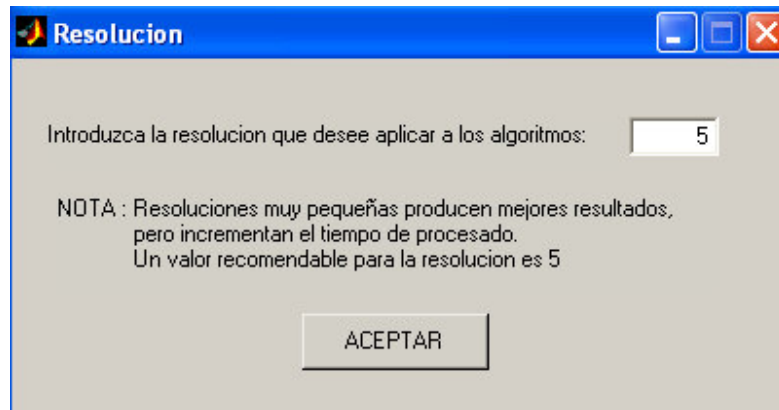 Resolucion
Introduzca la resolucion que desee aplicar a los algoritmos: 5
NOTA : Resoluciones muy pequeñas producen mejores resultados,
pero incrementan el tiempo de procesado.
Un valor recomendable para la resolucion es 5
ACEPTAR